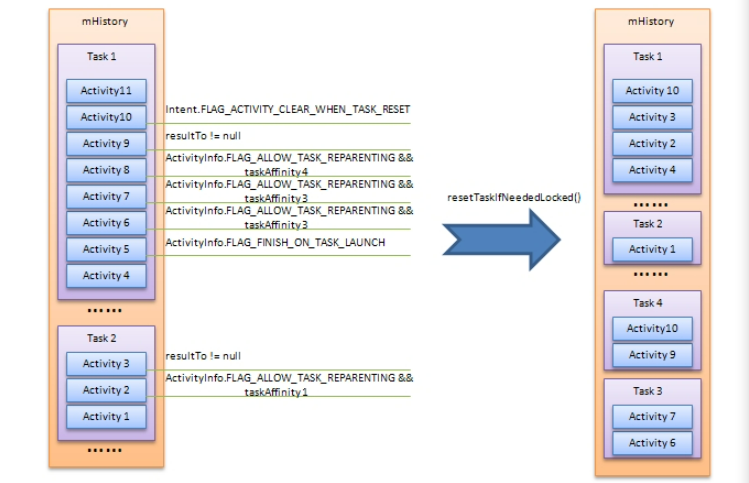 mHistory
Task 1
Activity11
Activity10
Activity 9
Activity 8
Activity 7
Activity 6
Activity 5
Activity 4
......
Task 2
Activity 3
Activity 2
Activity 1
......
Intent.FLAG_ACTIVITY_CLEAR_WHEN_TASK_RESET
resultTo != null
ActivityInfo.FLAG_ALLOW_TASK_REPARENTING &&
taskAffinity4
ActivityInfo.FLAG_ALLOW_TASK_REPARENTING &&
taskAffinity3
ActivityInfo.FLAG_ALLOW_TASK_REPARENTING &&
taskAffinity3
ActivityInfo.FLAG_FINISH_ON_TASK_LAUNCH
resultTo != null
ActivityInfo.FLAG_ALLOW_TASK_REPARENTING &&
taskAffinity1
resetTaskIfNeededLocked()
mHistory
Task 1
Activity 10
Activity 3
Activity 2
Activity 4
......
Task 2
Activity 1
......
Task 4
Activity10
Activity 9
Task 3
Activity 7
Activity 6